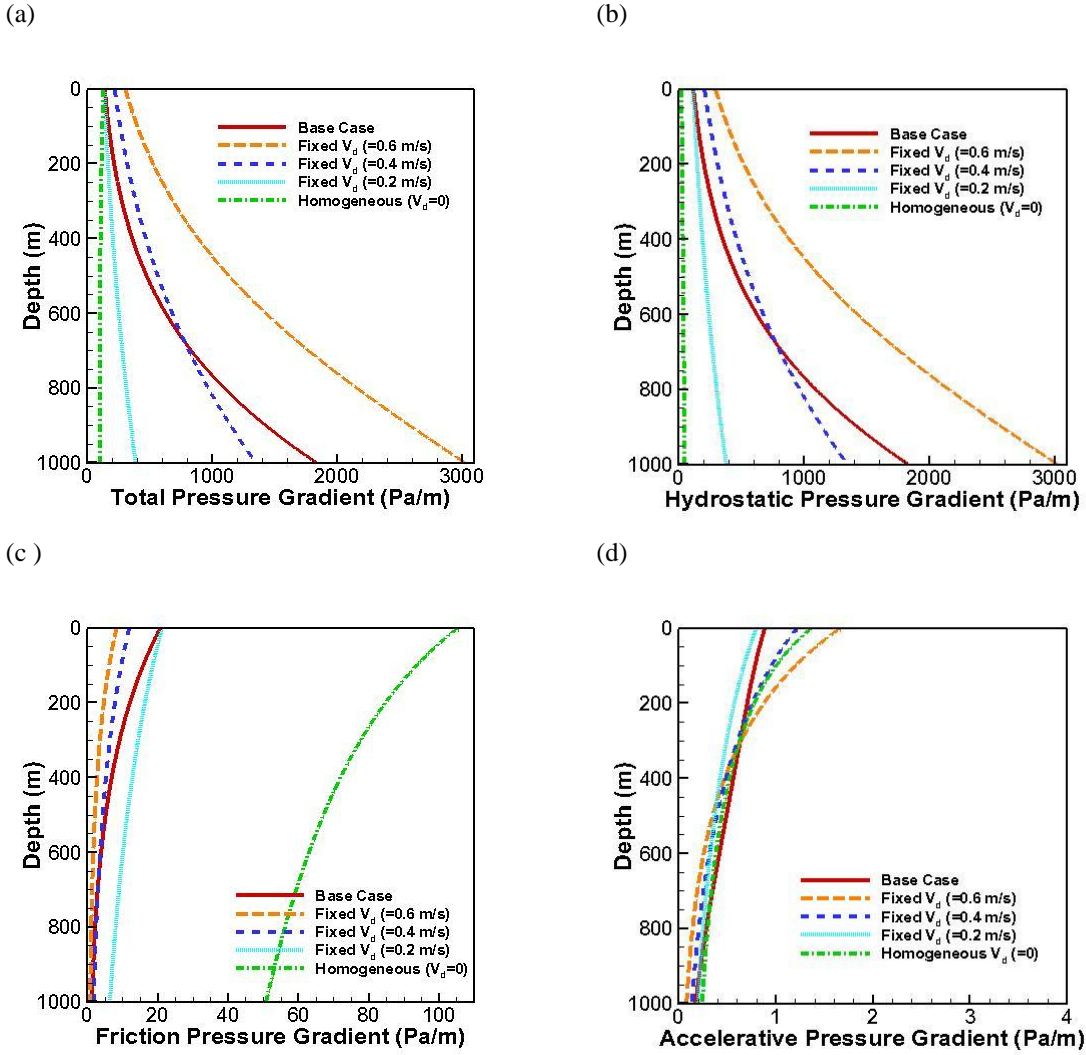 (a)
0
200
400
600
800
1000
Depth (m)
Base Case
Fixed Vd (=0.6 m/s)
Fixed Vd (=0.4 m/s)
Fixed Vd (=0.2 m/s)
Homogeneous (Vd=0)
0 1000 2000 3000
Total Pressure Gradient (Pa/m)
(b)
0
200
400
600
800
1000
Depth (m)
Base Case
Fixed Vd (=0.6 m/s)
Fixed Vd (=0.4 m/s)
Fixed Vd (=0.2 m/s)
Homogeneous (Vd=0)
0 1000 2000 3000
Hydrostatic Pressure Gradient (Pa/m)
(c )
0
200
400
600
800
1000
Depth (m)
Base Case
Fixed Vd (=0.6 m/s)
Fixed Vd (=0.4 m/s)
Fixed Vd (=0.2 m/s)
Homogeneous (Vd=0)
0 20 40 60 80 100
Friction Pressure Gradient (Pa/m)
(d)
0
200
400
600
800
1000
Depth (m)
Base Case
Fixed Vd (=0.6 m/s)
Fixed Vd (=0.4 m/s)
Fixed Vd (=0.2 m/s)
Homogeneous Vd (=0)
0 1 2 3 4
Accelerative Pressure Gradient (Pa/m)